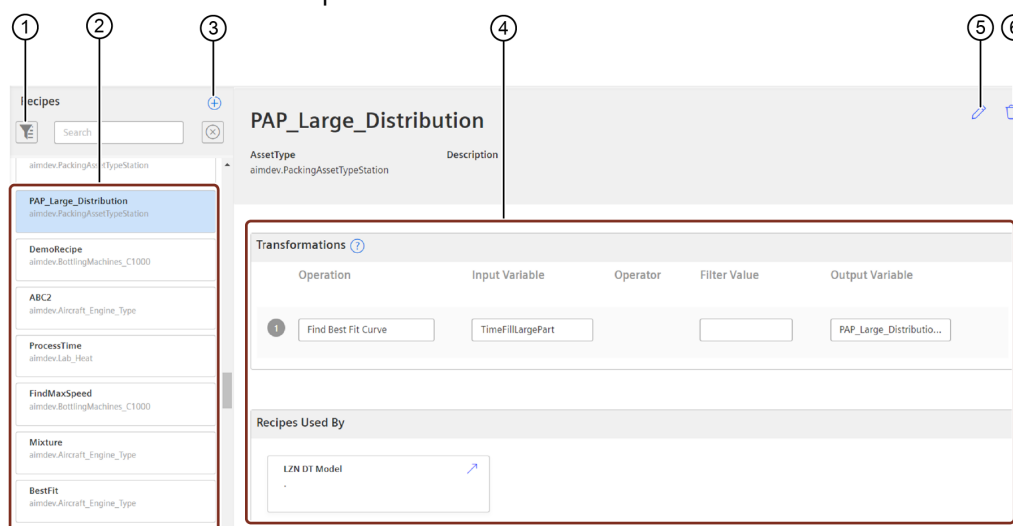 1 2 3 4 5 6
Recipes
Search
aimdev.PackingAssetTypeStation
PAP_Large_Distribution
aimdev.PackingAssetTypeStation
DemoRecipe
aimdev.BottlingMachines_C1000
ABC2
aimdev.Aircraft_Engine_Type
ProcessTime
aimdev.Lab_Heat
FindMaxSpeed
aimdev.BottlingMachines_C1000
Mixture
aimdev.Aircraft_Engine_Type
BestFit
aimdev.Aircraft_Engine_Type
PAP_Large_Distribution
AssetType Description
aimdev.PackingAssetTypeStation
Transformations ?
Operation Input Variable Operator Filter Value Output Variable
1 Find Best Fit Curve TimeFillLargePart PAP_Large_Distributio...
Recipes Used By
LZN DT Model
.